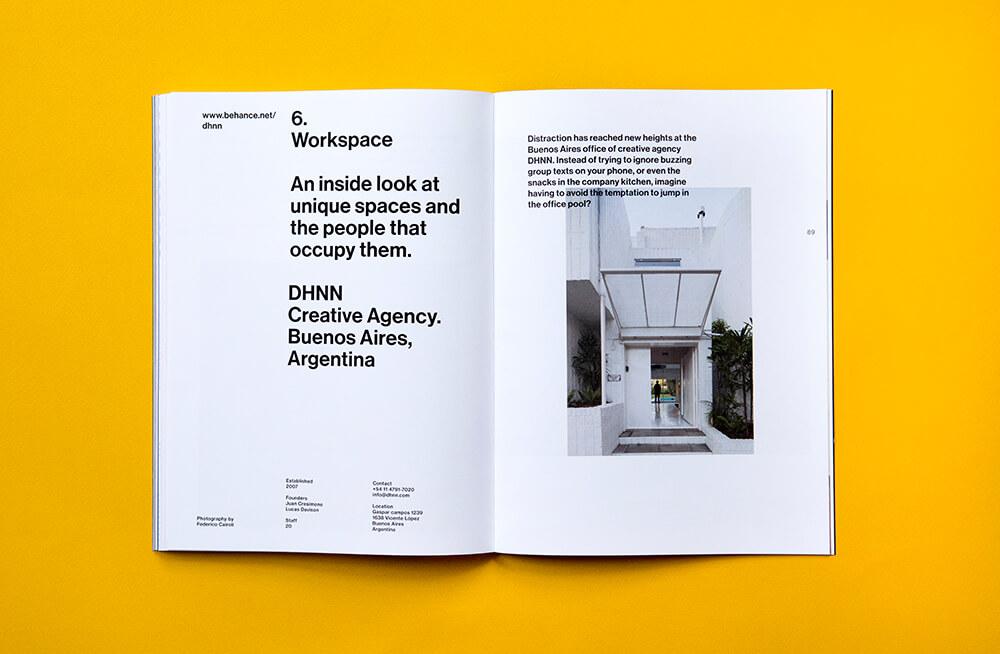 www.behance.net/
dhnn
6.
Workspace
An inside look at
unique spaces and
the people that
occupy them.
DHNN
Creative Agency.
Buenos Aires,
Argentina
Established
2007
Founders
Juan Cresimone
Lucas Davison
Staff
20
Contact
+54 11 4791-7020
info@dhnn.com
Location
Gaspar campos 1239
1638 Vicente López
Buenos Aires
Argentina
Photography by
Federico Cairoli
Distraction has reached new heights at the
Buenos Aires office of creative agency
DHNN. Instead of trying to ignore buzzing
group texts on your phone, or even the
snacks in the company kitchen, imagine
having to avoid the temptation to jump in
the office pool?
89